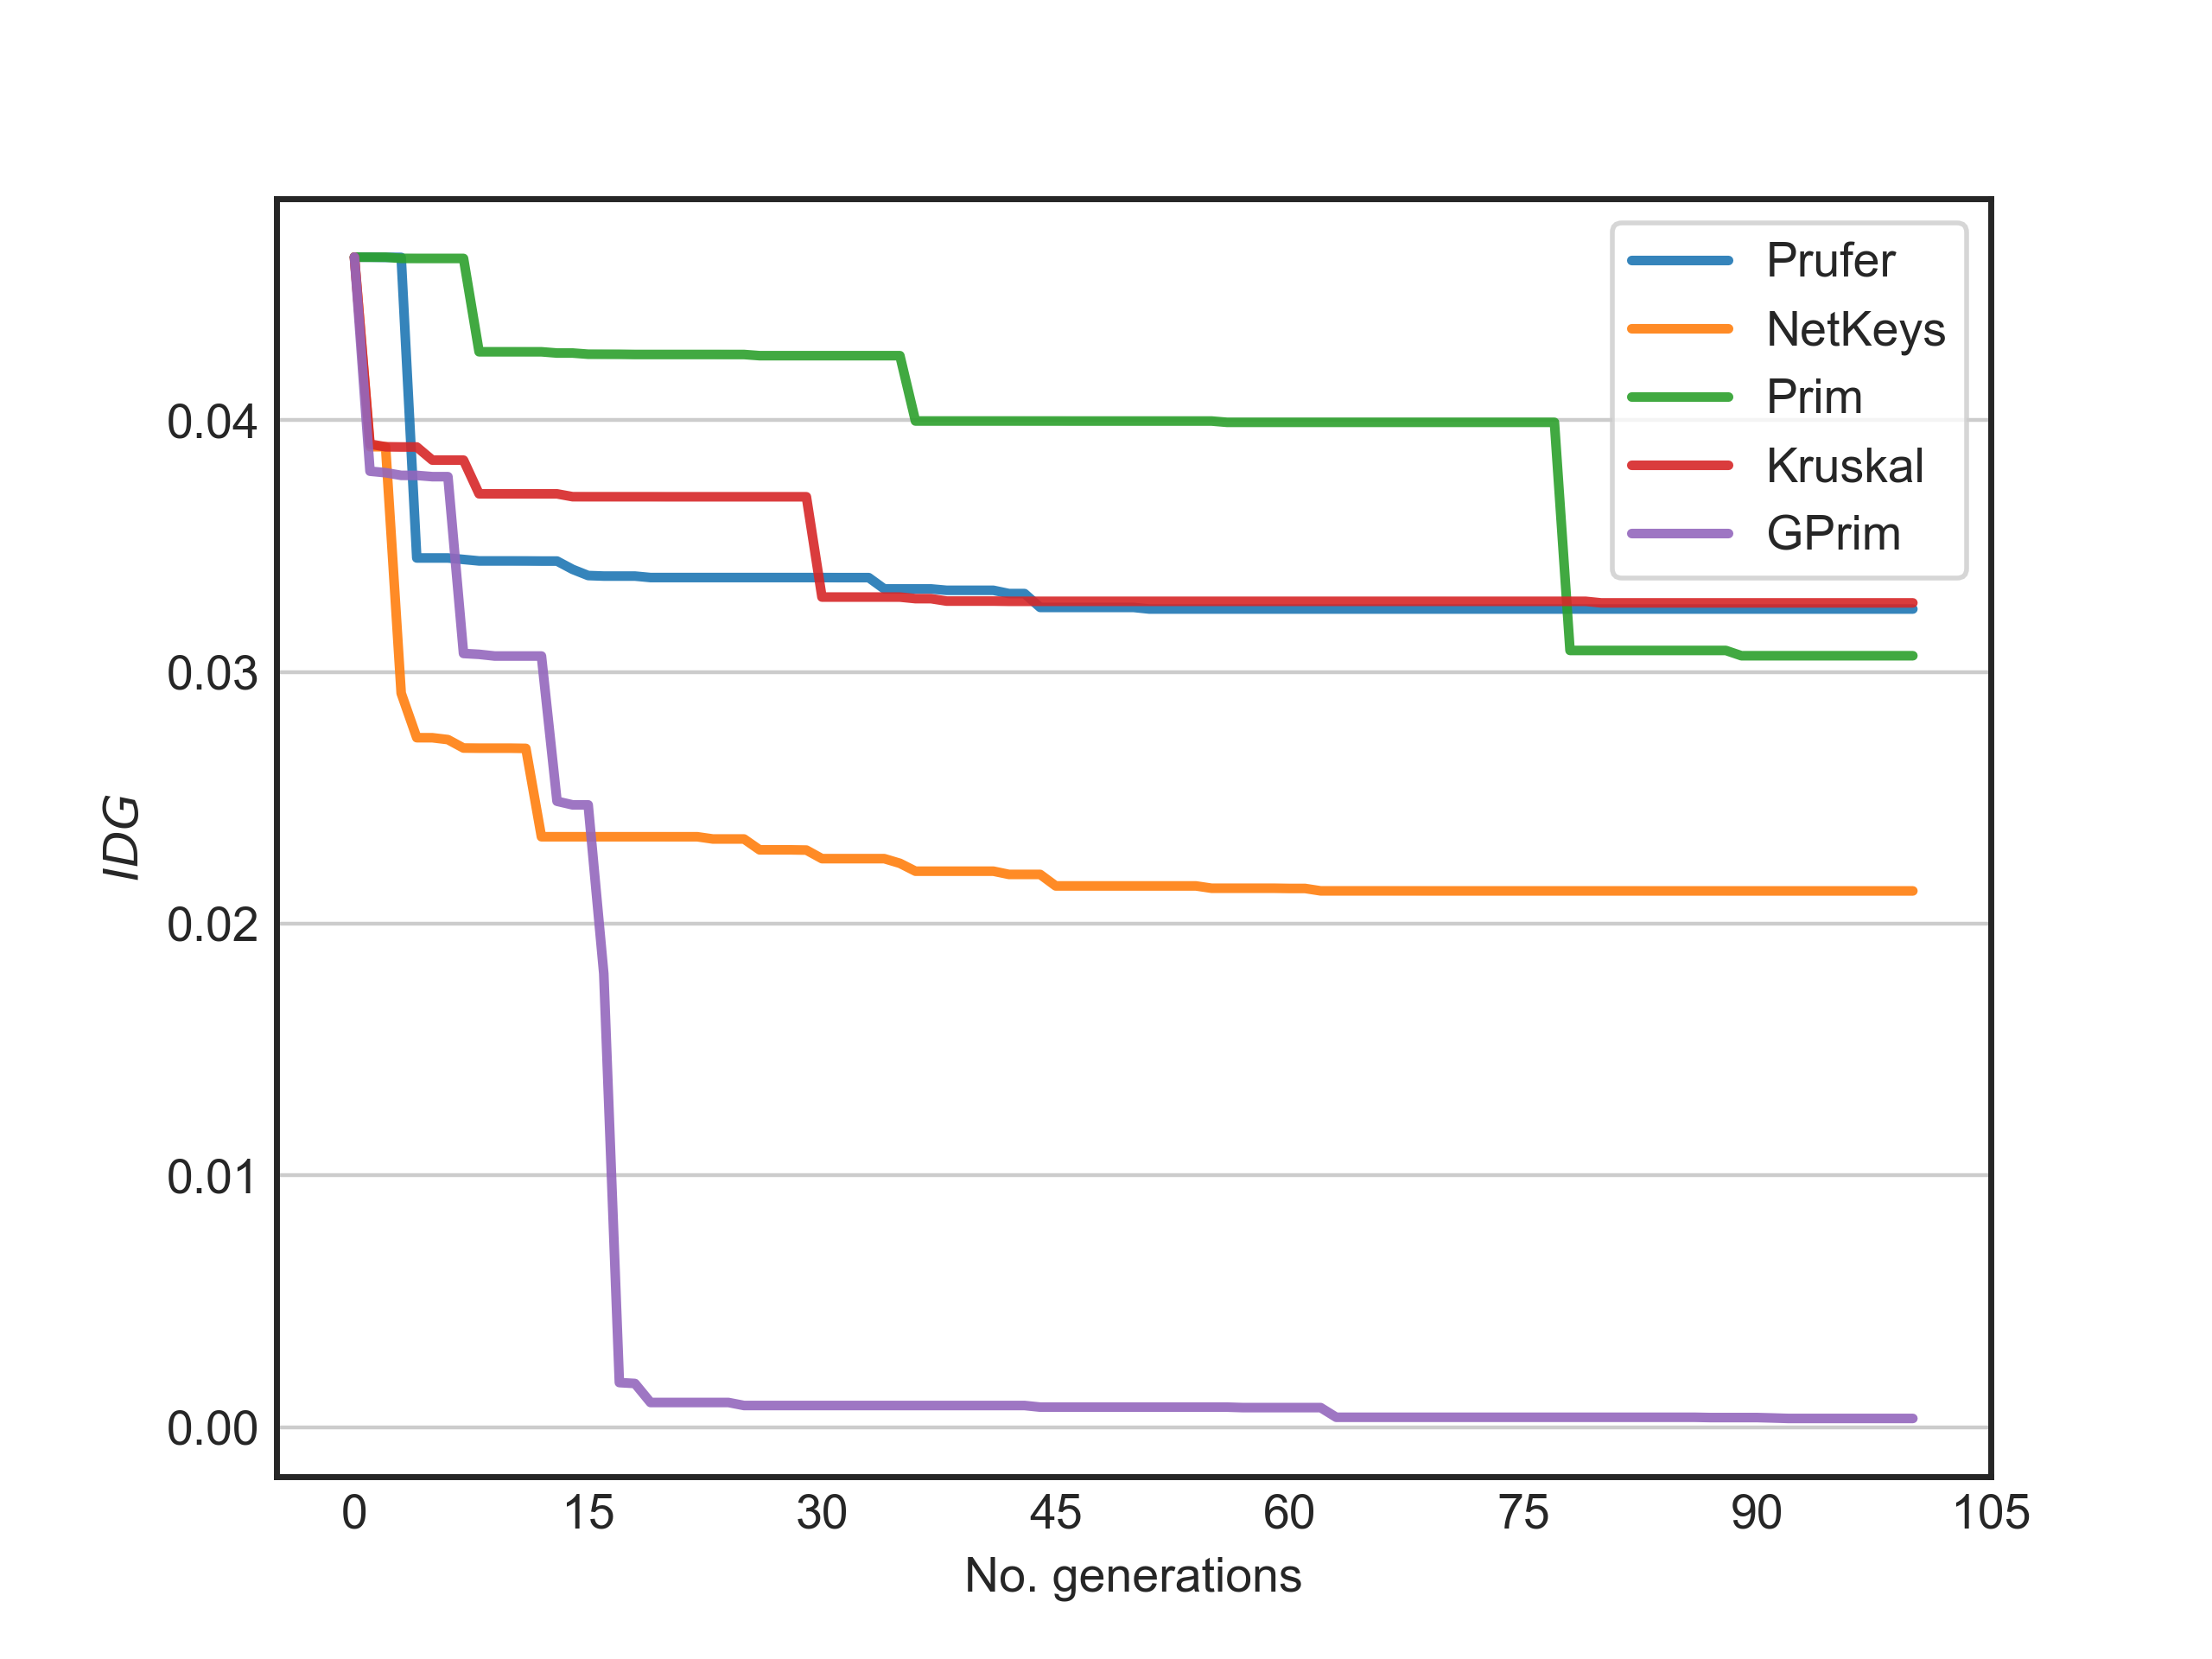 Prufer
NetKeys
Prim
Kruskal
GPrim
0.04
0.03
0.02
0.01
0.00
IDG
0 15 30 45 60 75 90 105
No. generations